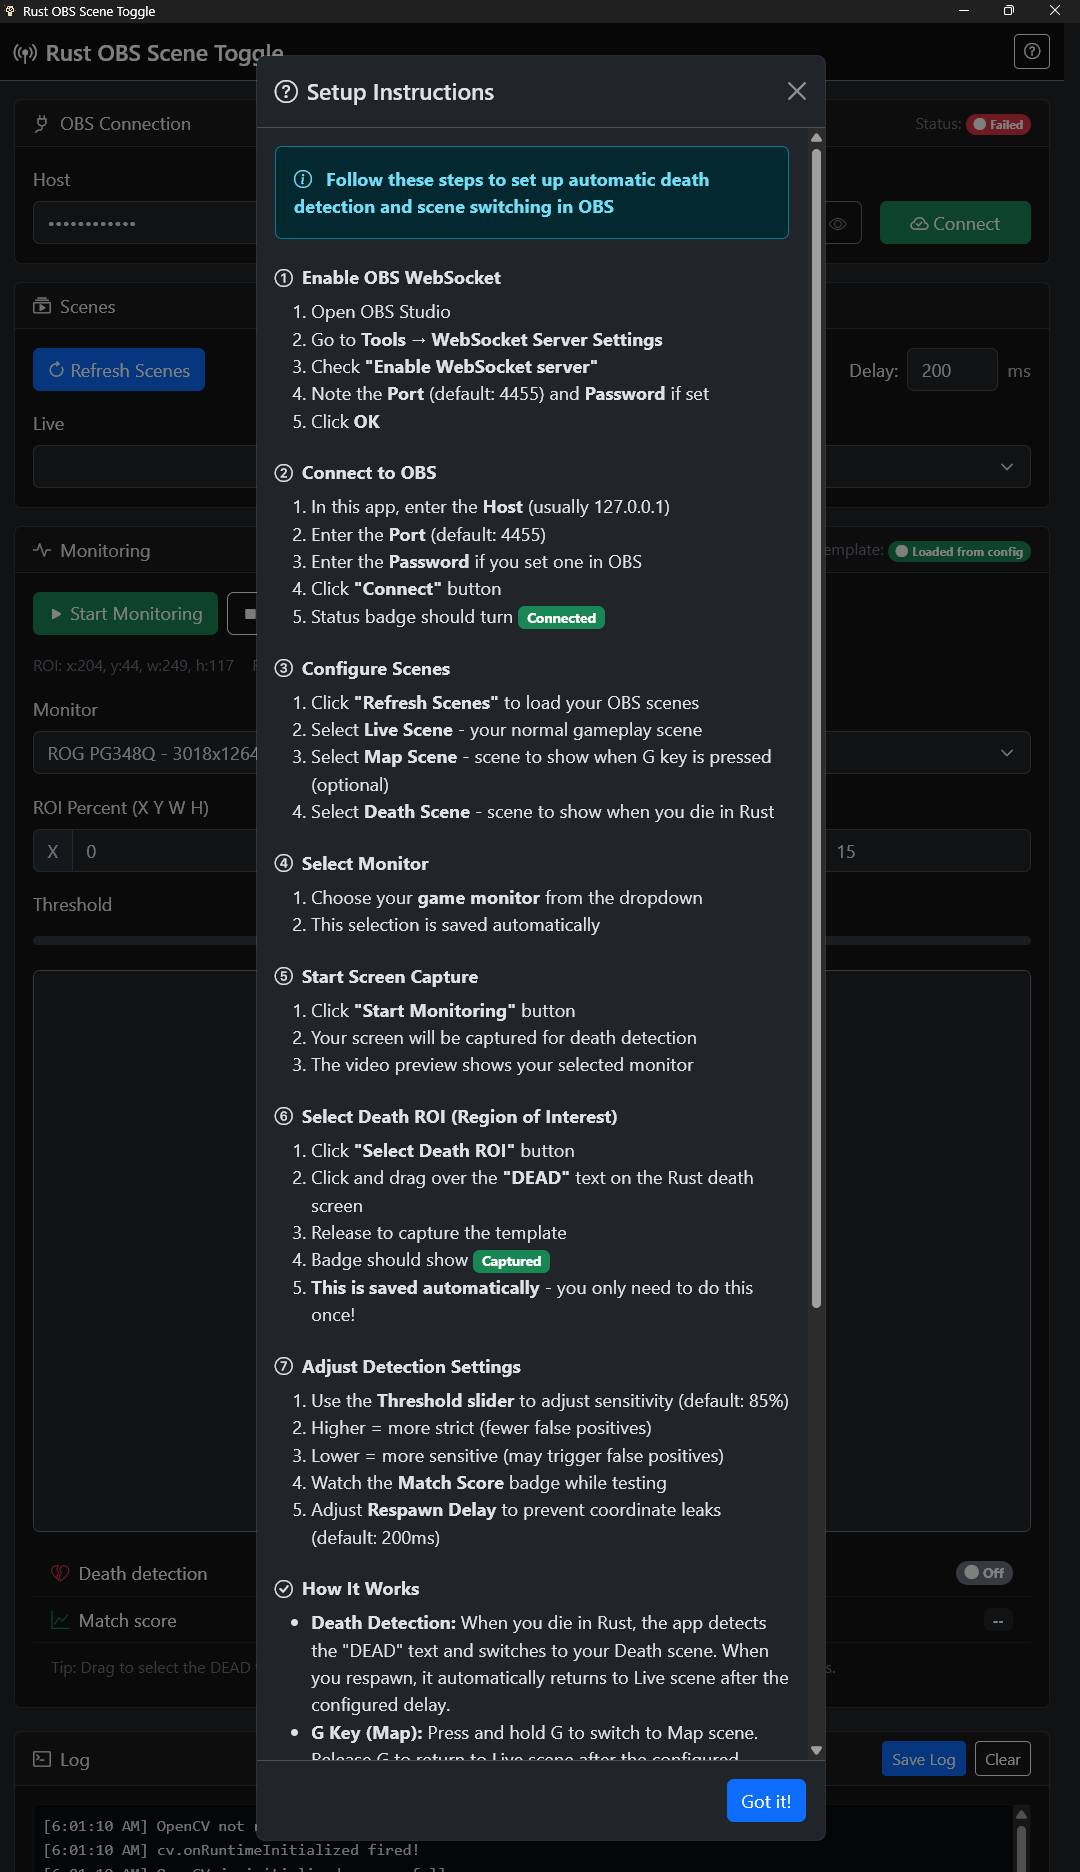 Rust OBS Scene Toggle
Rust OBS Scene Toggle
OBS Connection
Status: Failed
Host
Connect
Scenes
Refresh Scenes
Delay: 200 ms
Live
Monitoring
emplate: Loaded from config
Start Monitoring
ROI: x:204, y:44, w:249, h:117
Monitor
ROG PG348Q - 3018x1264
ROI Percent (X Y W H)
X 0
15
Threshold
Death detection
Off
Match score
--
Tip: Drag to select the DEAD
s.
Log
Save Log
Clear
[6:01:10 AM] OpenCV not
[6:01:10 AM] cv.onRuntimeInitialized fired!
Setup Instructions
Follow these steps to set up automatic death
detection and scene switching in OBS
1 Enable OBS WebSocket
1. Open OBS Studio
2. Go to Tools → WebSocket Server Settings
3. Check "Enable WebSocket server"
4. Note the Port (default: 4455) and Password if set
5. Click OK
2 Connect to OBS
1. In this app, enter the Host (usually 127.0.0.1)
2. Enter the Port (default: 4455)
3. Enter the Password if you set one in OBS
4. Click "Connect" button
5. Status badge should turn Connected
3 Configure Scenes
1. Click "Refresh Scenes" to load your OBS scenes
2. Select Live Scene - your normal gameplay scene
3. Select Map Scene - scene to show when G key is pressed
(optional)
4. Select Death Scene - scene to show when you die in Rust
4 Select Monitor
1. Choose your game monitor from the dropdown
2. This selection is saved automatically
5 Start Screen Capture
1. Click "Start Monitoring" button
2. Your screen will be captured for death detection
3. The video preview shows your selected monitor
6 Select Death ROI (Region of Interest)
1. Click "Select Death ROI" button
2. Click and drag over the "DEAD" text on the Rust death
screen
3. Release to capture the template
4. Badge should show Captured
5. This is saved automatically - you only need to do this
once!
7 Adjust Detection Settings
1. Use the Threshold slider to adjust sensitivity (default: 85%)
2. Higher = more strict (fewer false positives)
3. Lower = more sensitive (may trigger false positives)
4. Watch the Match Score badge while testing
5. Adjust Respawn Delay to prevent coordinate leaks
(default: 200ms)
How It Works
• Death Detection: When you die in Rust, the app detects
the "DEAD" text and switches to your Death scene. When
you respawn, it automatically returns to Live scene after the
configured delay.
• G Key (Map): Press and hold G to switch to Map scene.
Release G to return to Live scene after the configured
Got it!